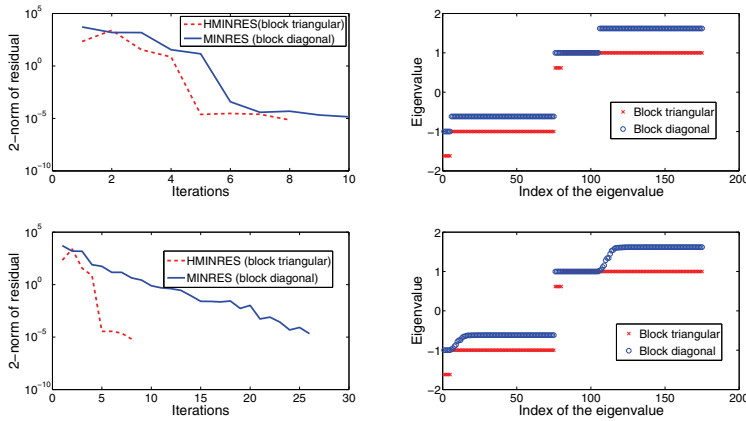 10^5
10^0
10^-5
10^-10
0 2 4 6 8 10
2-norm of residual
Iterations
HMINRES(block triangular)
MINRES (block diagonal)
2
1
0
-1
-2
0 50 100 150 200
Eigenvalue
Index of the eigenvalue
Block triangular
Block diagonal
10^5
10^0
10^-5
10^-10
0 5 10 15 20 25 30
2-norm of residual
Iterations
HMINRES (block triangular)
MINRES (block diagonal)
2
1
0
-1
-2
0 50 100 150 200
Eigenvalue
Index of the eigenvalue
Block triangular
Block diagonal